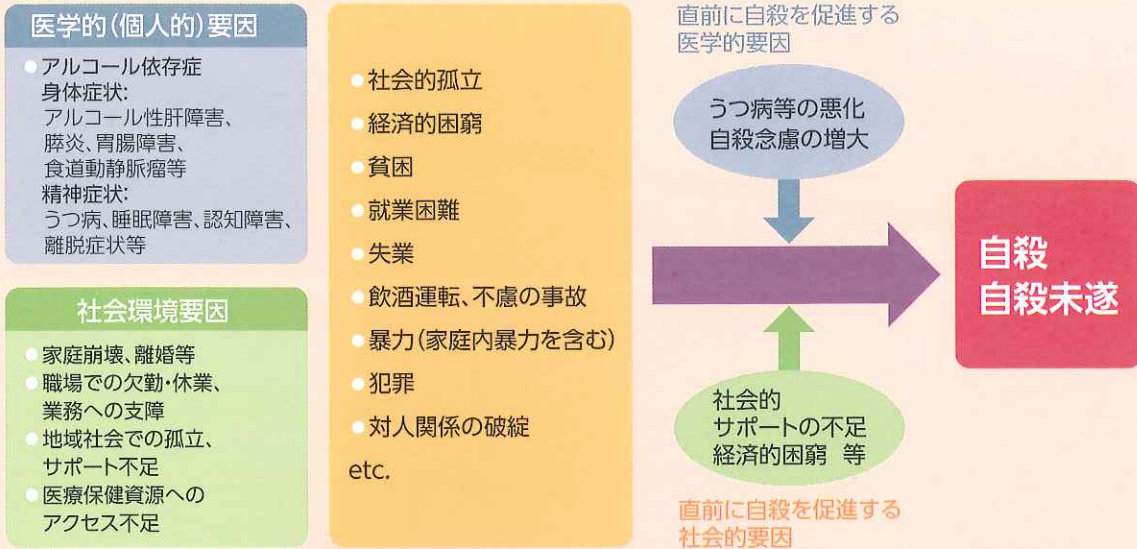 医学的(個人的)要因
●アルコール依存症
身体症状:
アルコール性肝障害、
膵炎、胃腸障害、
食道動静脈瘤等
精神症状:
うつ病、睡眠障害、認知障害、
離脱症状等
社会環境要因
●家庭崩壊、離婚等
●職場での欠勤・休業、
業務への支障
●地域社会での孤立、
サポート不足
●医療保健資源への
アクセス不足
●社会的孤立
●経済的困窮
●貧困
●就業困難
●失業
●飲酒運転、不慮の事故
●暴力(家庭内暴力を含む)
●犯罪
●対人関係の破綻
etc.
直前に自殺を促進する
医学的要因
うつ病等の悪化
自殺念慮の増大
社会的
サポートの不足
経済的困窮 等
直前に自殺を促進する
社会的要因
自殺
自殺未遂